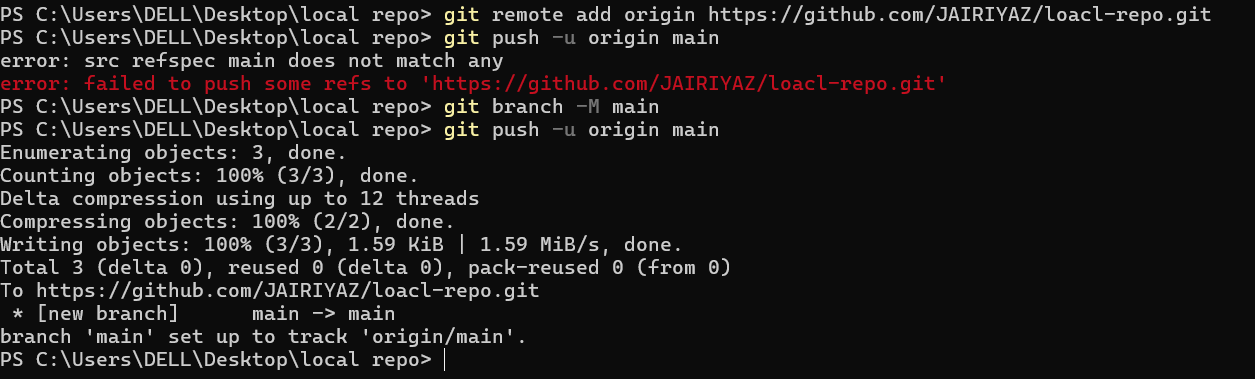 PS C:\Users\DELL\Desktop\local repo> git remote add origin https://github.com/JAIRIYAZ/loacl-repo.git
PS C:\Users\DELL\Desktop\local repo> git push -u origin main
error: src refspec main does not match any
error: failed to push some refs to 'https://github.com/JAIRIYAZ/loacl-repo.git'
PS C:\Users\DELL\Desktop\local repo> git branch -M main
PS C:\Users\DELL\Desktop\local repo> git push -u origin main
Enumerating objects: 3, done.
Counting objects: 100% (3/3), done.
Delta compression using up to 12 threads
Compressing objects: 100% (2/2), done.
Writing objects: 100% (3/3), 1.59 KiB | 1.59 MiB/s, done.
Total 3 (delta 0), reused 0 (delta 0), pack-reused 0 (from 0)
To https://github.com/JAIRIYAZ/loacl-repo.git
 * [new branch]      main -> main
branch 'main' set up to track 'origin/main'.
PS C:\Users\DELL\Desktop\local repo>